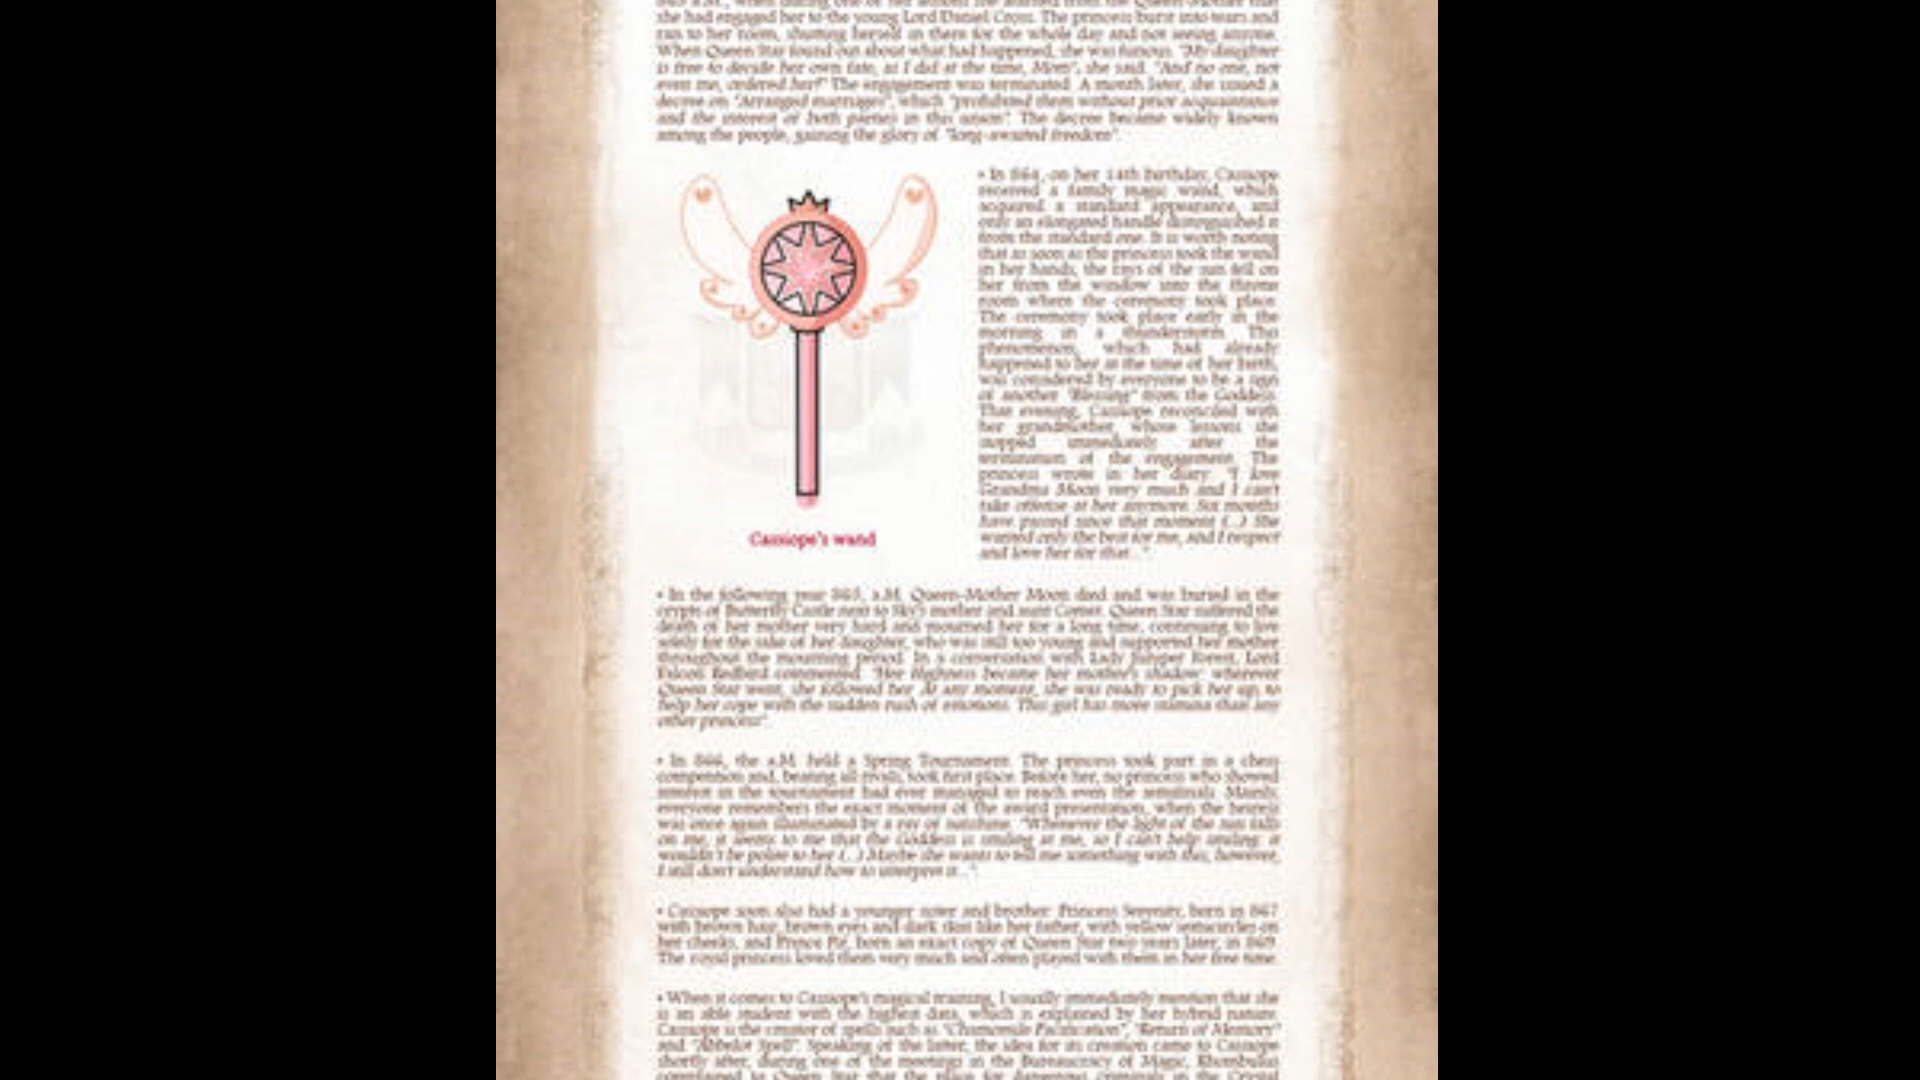 she had engaged her to the young Lord Daniel Cross. The princess burst into tears and
ran to her room, shutting herself in there for the whole day and not seeing anyone.
When Queen Star found out about what had happened, she was furious. "My daughter
is free to decide her own fate, as I did at the time, Mom", she said. "And no one, not
even me, ordered her!" The engagement was terminated. A month later, she issued a
decree on "Arranged marriages", which "prohibited them without prior acquaintance
and the interest of both parties in this union". The decree became widely known
among the people, gaining the glory of "long-awaited freedom".
• In 864, on her 14th birthday, Cassiope
received a family magic wand, which
acquired a standard appearance, and
only an elongated handle distinguished it
from the standard one. It is worth noting
that as soon as the princess took the wand
in her hands, the rays of the sun fell on
her from the window into the throne
room where the ceremony took place.
The ceremony took place early in the
morning in a thunderstorm. This
phenomenon, which had already
happened to her at the time of her birth,
was considered by everyone to be a sign
of another "Blessing" from the Goddess.
That evening, Cassiope reconciled with
her grandmother, whose lessons she
stopped immediately after the
termination of the engagement. The
princess wrote in her diary: "I love
Grandma Moon very much and I can't
take offense at her anymore. Six months
have passed since that moment (...) She
wanted only the best for me, and I respect
and love her for that..."
Cassiope's wand
• In the following year 865, a.M. Queen-Mother Moon died and was buried in the
crypts of Butterfly Castle next to Sky's mother and aunt Comet. Queen Star suffered the
death of her mother very hard and mourned her for a long time, continuing to live
solely for the sake of her daughter, who was still too young and supported her mother
throughout the mourning period. In a conversation with Lady Juniper Forest, Lord
Falcon Redbird commented: "Her Highness became her mother's shadow: wherever
Queen Star went, she followed her. At any moment, she was ready to pick her up, to
help her cope with the sudden rush of emotions. This girl has more stamina than any
other princess".
• In 866, the a.M. held a Spring Tournament. The princess took part in a chess
competition and, beating all rivals, took first place. Before her, no princess who showed
interest in the tournament had ever managed to reach even the semifinals. Mainly,
everyone remembers the exact moment of the award presentation, when the heiress
was once again illuminated by a ray of sunshine. "Whenever the light of the sun falls
on me, it seems to me that the Goddess is smiling at me, so I can't help smiling: it
wouldn't be polite to her (...) Maybe she wants to tell me something with this, however,
I still don't understand how to interpret it...".
• Cassiope soon also had a younger sister and brother: Princess Serenity, born in 867
with brown hair, brown eyes and dark skin like her father, with yellow semicircles on
her cheeks, and Prince Pie, born an exact copy of Queen Star two years later, in 869.
The royal princess loved them very much and often played with them in her free time.
• When it comes to Cassiope's magical training, I usually immediately mention that she
is an able student with the highest data, which is explained by her hybrid nature.
Cassiope is the creator of spells such as "Chamomile Pacification", "Return of Memory"
and "Abbelot Spell". Speaking of the latter, the idea for its creation came to Cassiope
shortly after, during one of the meetings in the Bureaucracy of Magic, Rhombulus
complained to Queen Star that the place for dangerous criminals in the Crystal